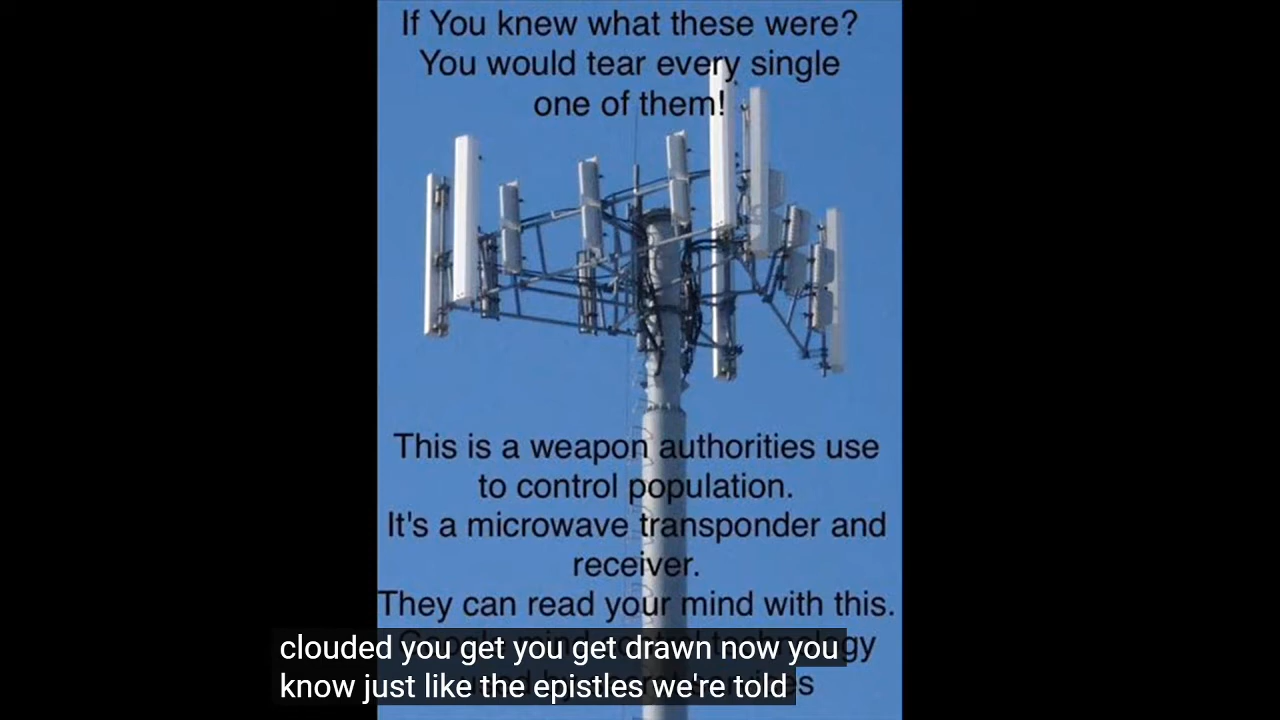 If You knew what these were?
You would tear every single
one of them!
This is a weapon authorities use
to control population.
It's a microwave transponder and
receiver.
They can read your mind with this.
clouded you get you get drawn now you
know just like the epistles we're told